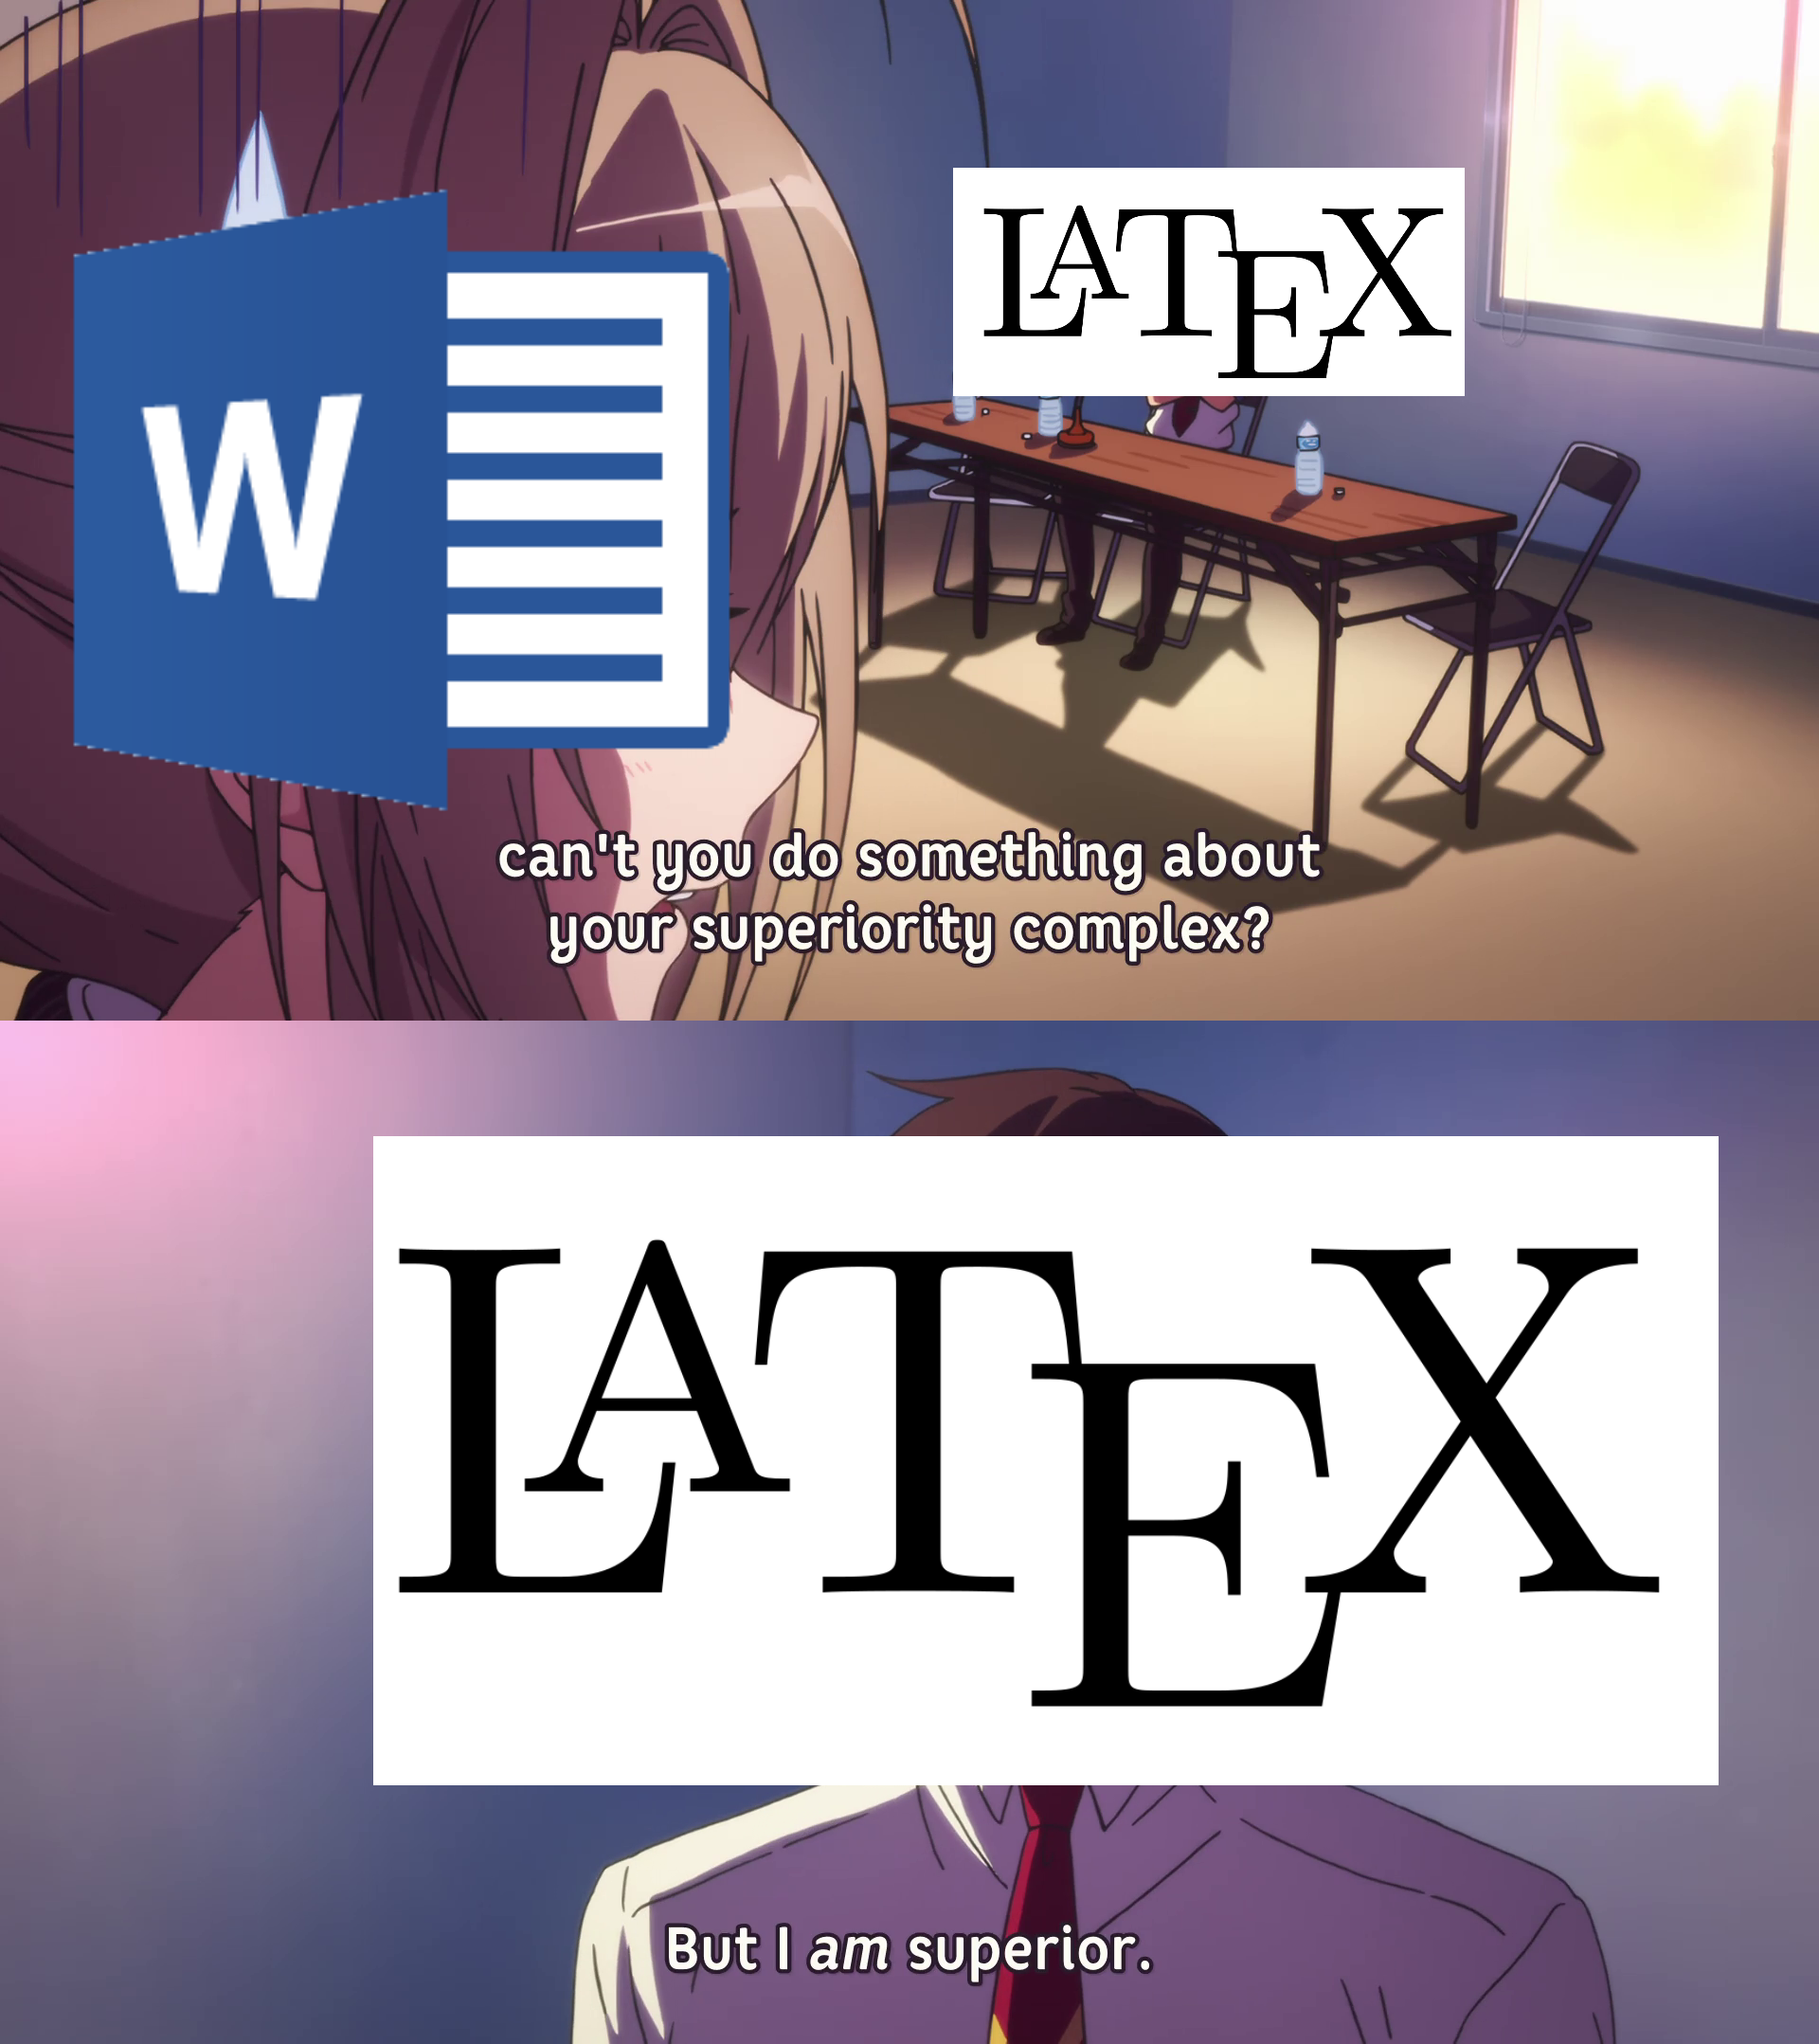 LATEX
W
can't you do something about
your superiority complex?
LATEX
But I am superior.